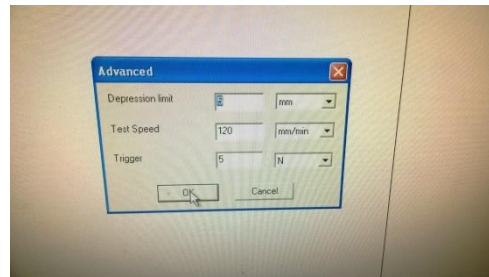 Advanced
Depression limit mm
Test Speed 120 mm/min
Trigger 5 N
OK Cancel